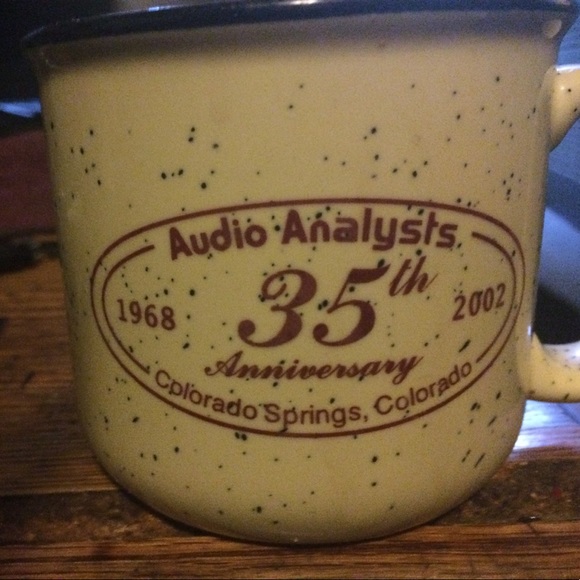 Audio Analysts
1968 35th 2002
Anniversary
Colorado Springs, Colorado